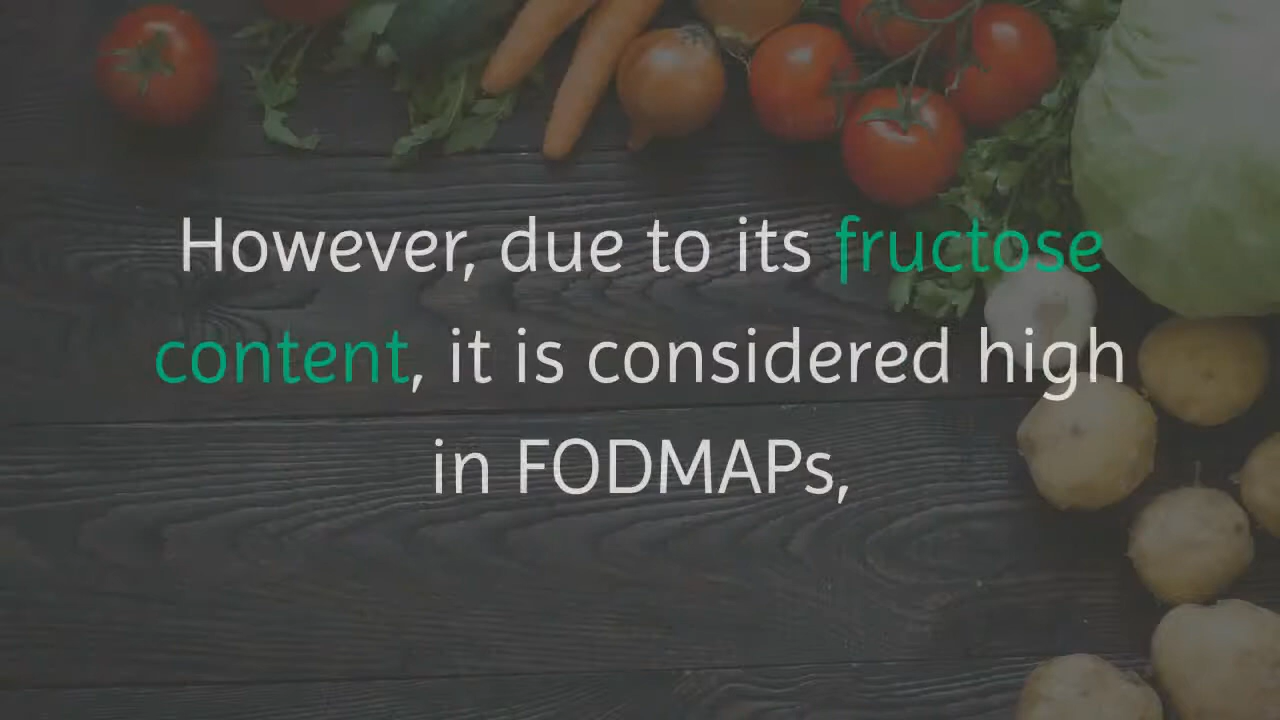 However, due to its fructose
content, it is considered high
in FODMAPs,